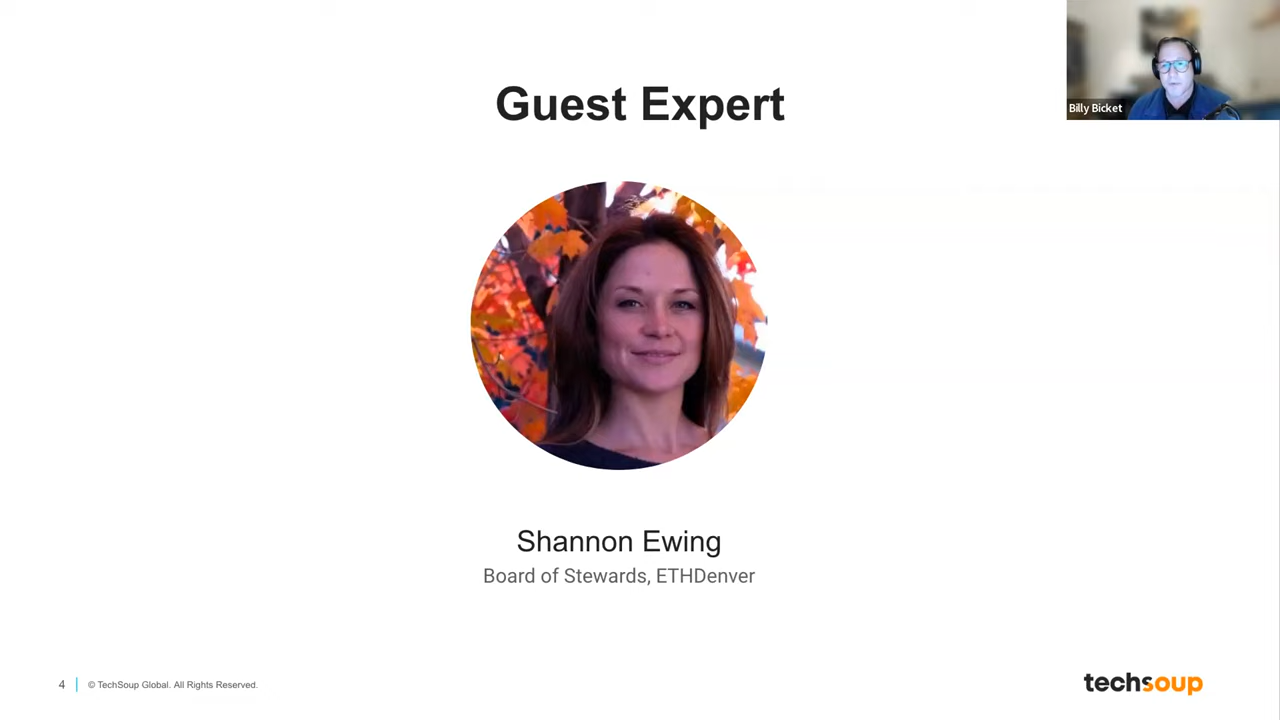 Billy Bicket
Guest Expert
Shannon Ewing
Board of Stewards, ETHDenver
4
© TechSoup Global. All Rights Reserved.
techsoup